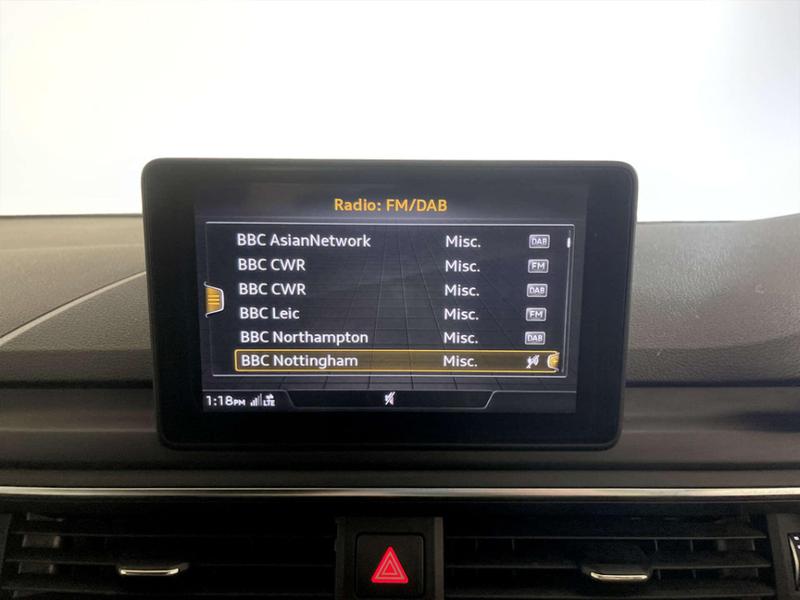 Radio: FM/DAB
BBC AsianNetwork Misc. DAB
BBC CWR Misc. FM
BBC CWR Misc. DAB
BBC Leic Misc. FM
BBC Northampton Misc. DAB
BBC Nottingham Misc.
1:18PM LTE